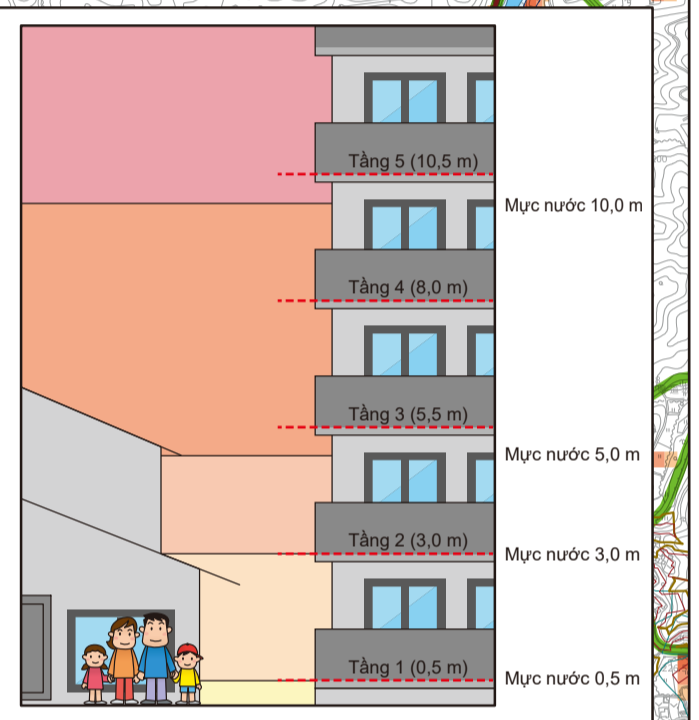 Tầng 5 (10,5 m)
Mực nước 10,0 m
Tầng 4 (8,0 m)
Tầng 3 (5,5 m)
Mực nước 5,0 m
Tầng 2 (3,0 m)
Mực nước 3,0 m
Tầng 1 (0,5 m)
Mực nước 0,5 m